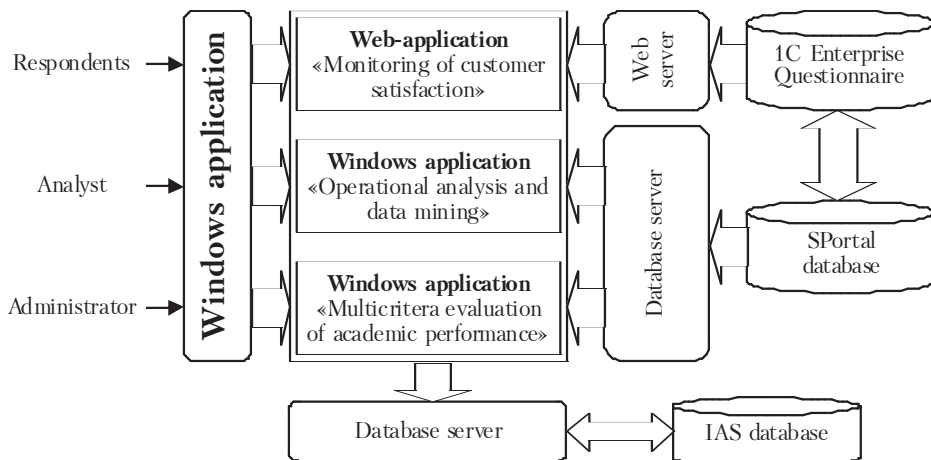 Respondents
Analyst
Administrator
Windows application
Web-application
«Monitoring of customer
satisfaction»
Windows application
«Operational analysis and
data mining»
Windows application
«Multicritera evaluation
of academic performance»
Web
server
Database server
1C Enterprise
Questionnaire
SPortal
database
Database server
IAS database